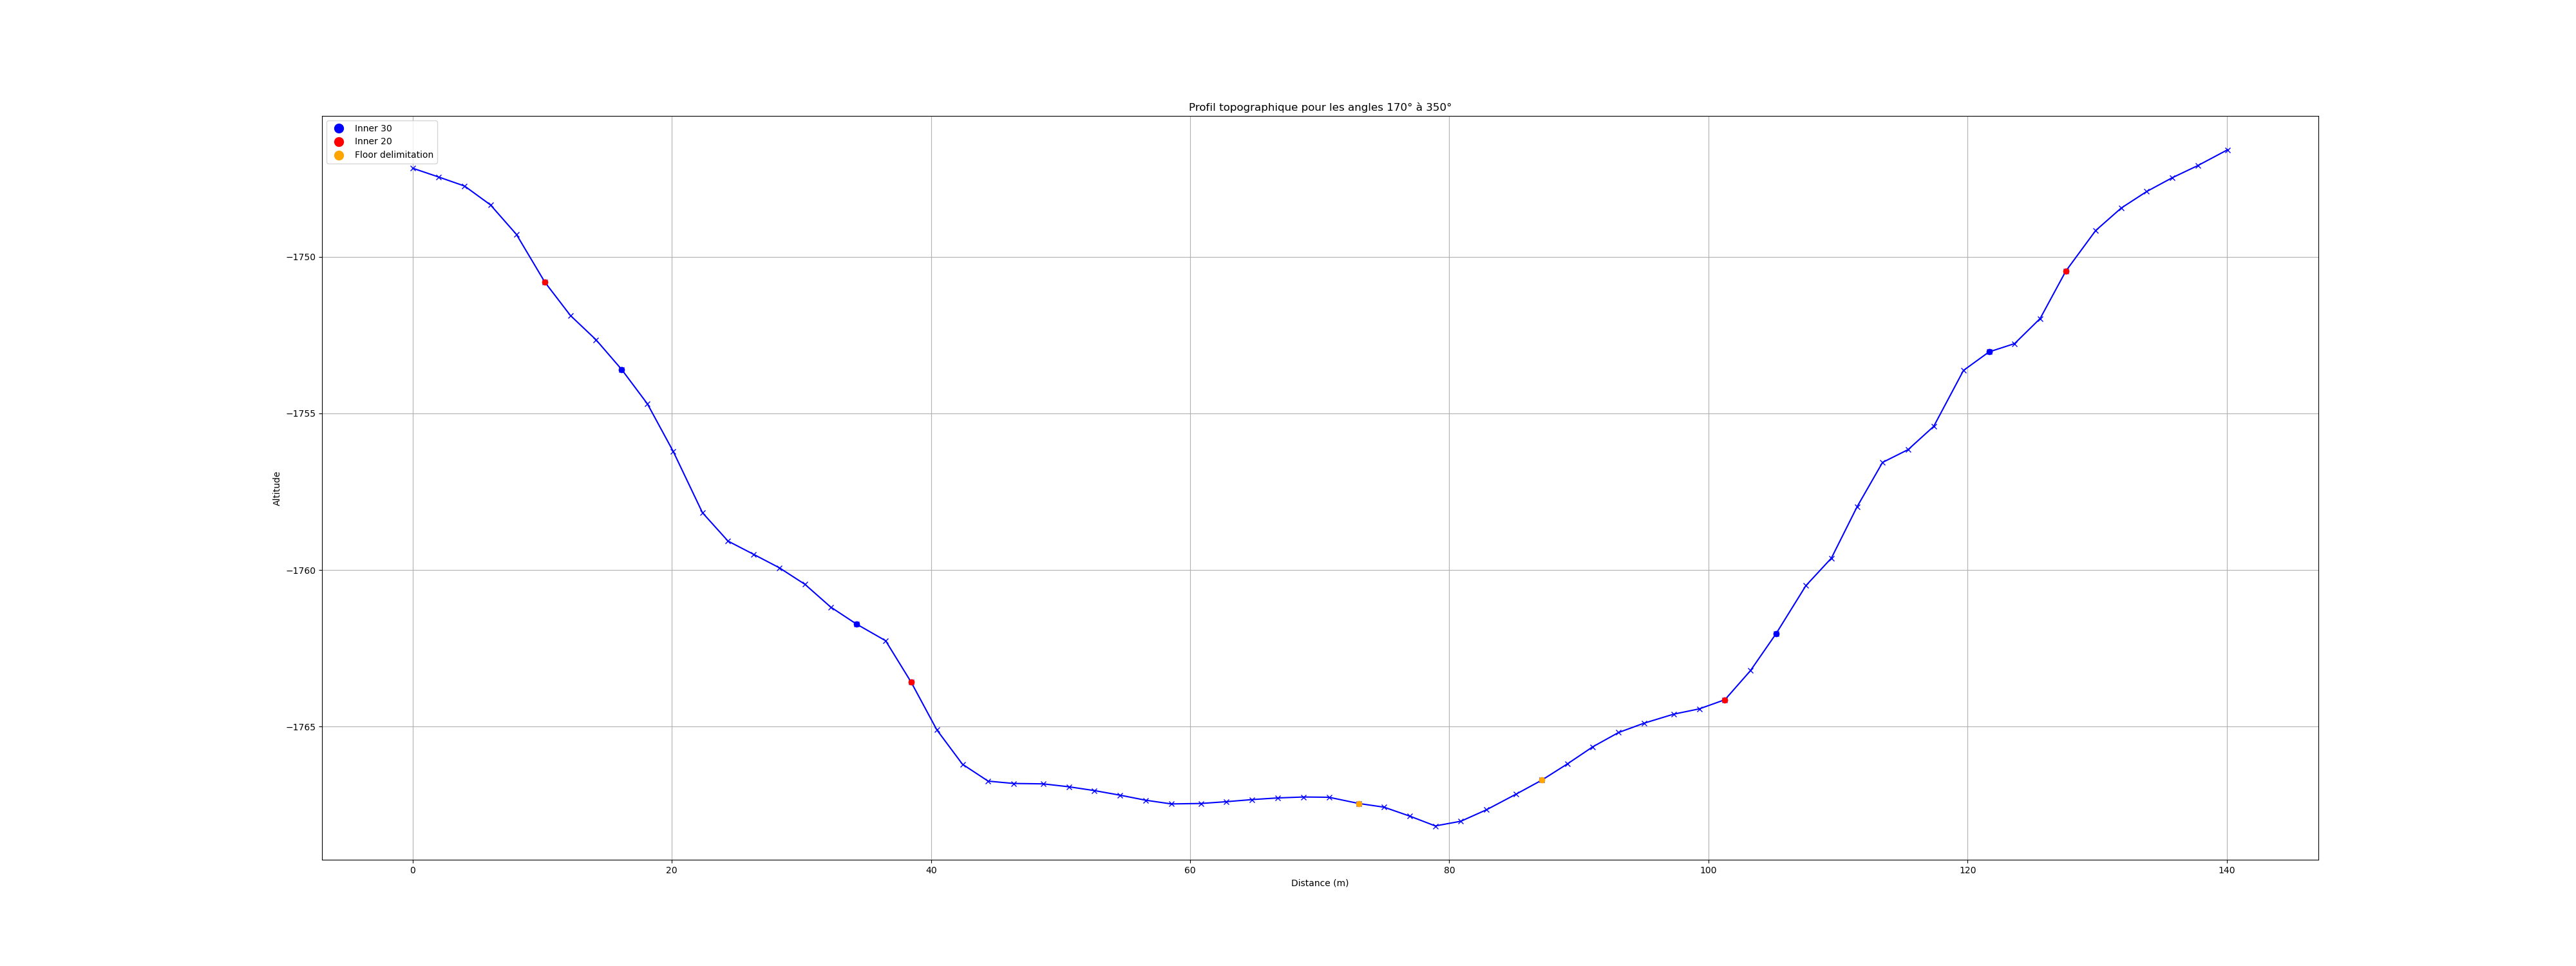 Profil topographique pour les angles 170° à 350°
Inner 30
Inner 20
Floor delimitation
Altitude
−1750
−1755
−1760
−1765
0 20 40 60 80 100 120 140
Distance (m)